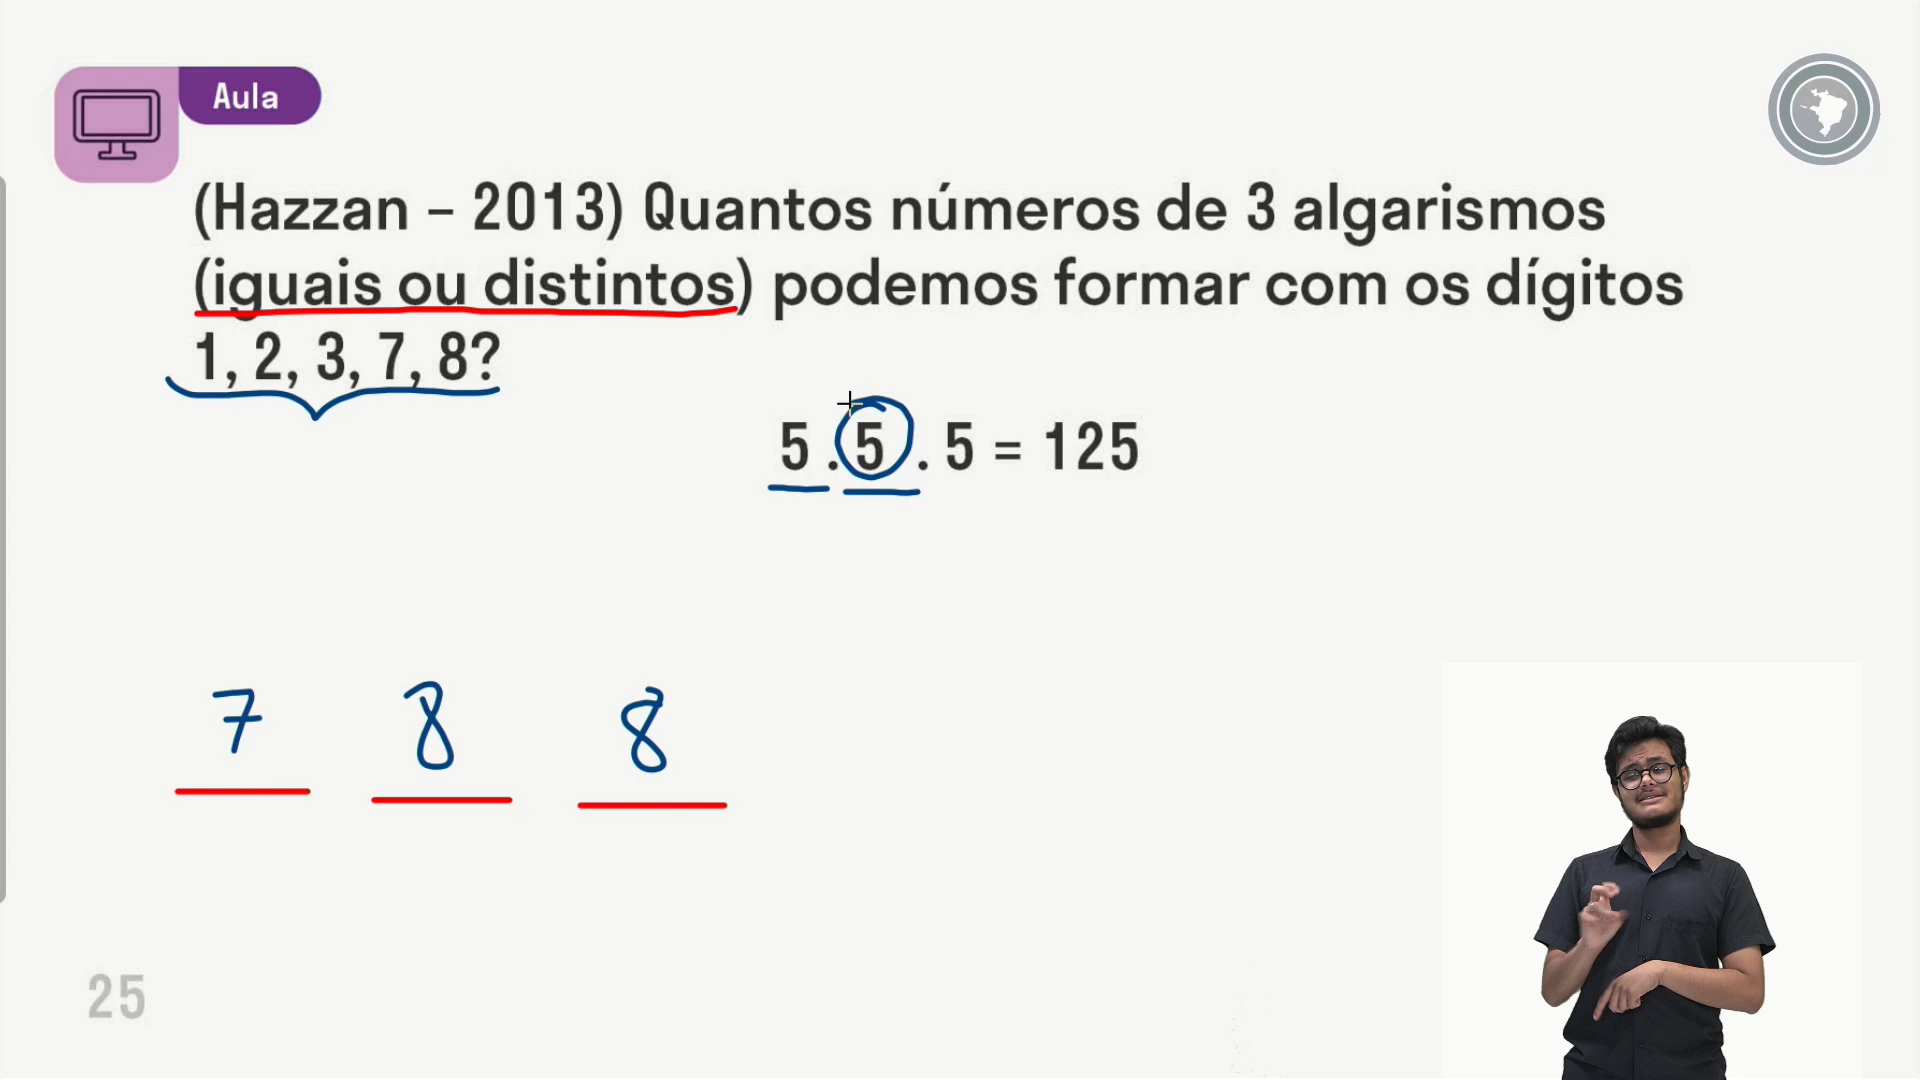 Aula
(Hazzan – 2013) Quantos números de 3 algarismos
(iguais ou distintos) podemos formar com os dígitos
1, 2, 3, 7, 8?
5 . 5 . 5 = 125
7 8 8
25